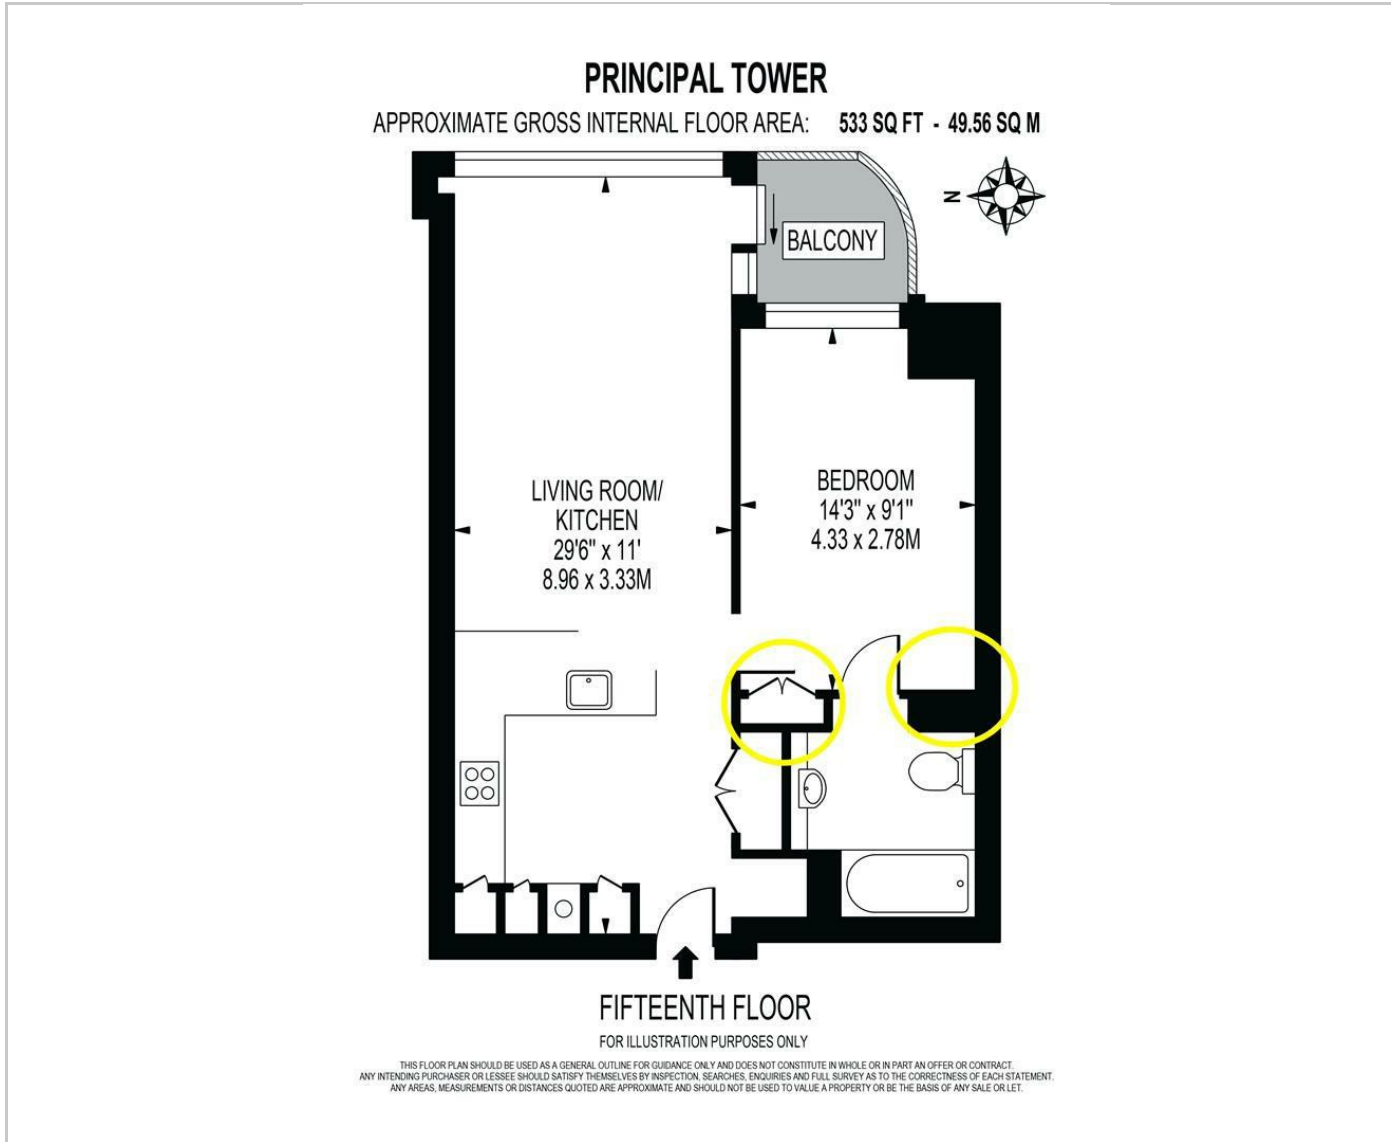 PRINCIPAL TOWER
APPROXIMATE GROSS INTERNAL FLOOR AREA: 533 SQ FT - 49.56 SQ M
N
BALCONY
LIVING ROOM/
KITCHEN
29'6" x 11'
8.96 x 3.33M
BEDROOM
14'3" x 9'1"
4.33 x 2.78M
FIFTEENTH FLOOR
FOR ILLUSTRATION PURPOSES ONLY
THIS FLOOR PLAN SHOULD BE USED AS A GENERAL OUTLINE FOR GUIDANCE ONLY AND DOES NOT CONSTITUTE IN WHOLE OR IN PART AN OFFER OR CONTRACT.
ANY INTENDING PURCHASER OR LESSEE SHOULD SATISFY THEMSELVES BY INSPECTION, SEARCHES, ENQUIRIES AND FULL SURVEY AS TO THE CORRECTNESS OF EACH STATEMENT.
ANY AREAS, MEASUREMENTS OR DISTANCES QUOTED ARE APPROXIMATE AND SHOULD NOT BE USED TO VALUE A PROPERTY OR BE THE BASIS OF ANY SALE OR LET.